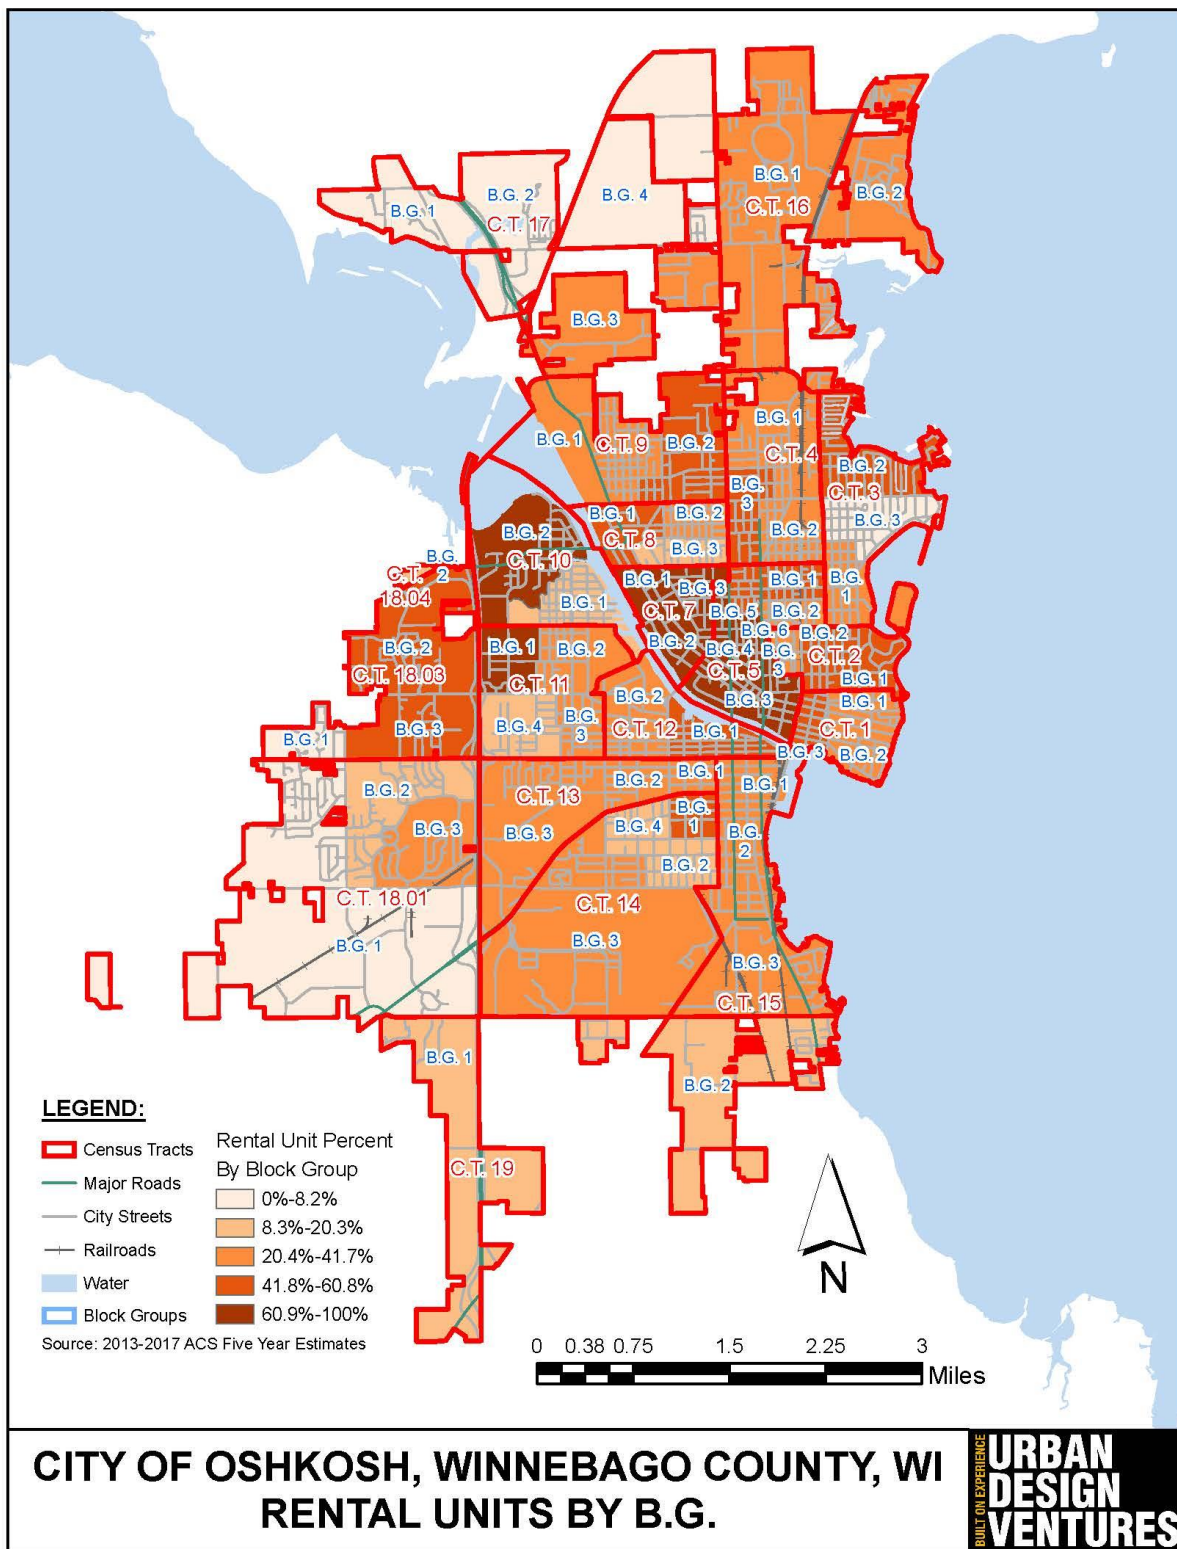 B.G. 1
B.G. 2
C.T. 17
B.G. 4
B.G. 1
C.T. 16
B.G. 2
B.G. 3
B.G. 1
C.T. 9
B.G. 2
B.G. 1
C.T. 4
B.G. 3
B.G. 2
B.G. 2
C.T. 3
B.G. 3
B.G. 1
B.G. 1
B.G. 2
C.T. 8
B.G. 3
B.G. 2
C.T. 10
B.G. 1
B.G. 2
C.T. 18.04
B.G. 2
C.T. 18.03
B.G. 3
B.G. 1
B.G. 3
C.T. 7
B.G. 2
B.G. 5
B.G. 1
B.G. 2
B.G. 6
B.G. 4
B.G. 3
C.T. 5
B.G. 3
B.G. 2
C.T. 2
B.G. 1
B.G. 1
C.T. 1
B.G. 2
B.G. 3
B.G. 1
B.G. 2
C.T. 11
B.G. 4
B.G. 3
B.G. 2
C.T. 12
B.G. 1
B.G. 1
B.G. 2
B.G. 3
C.T. 18.01
B.G. 1
C.T. 13
B.G. 2
B.G. 1
B.G. 3
B.G. 4
B.G. 1
B.G. 2
C.T. 14
B.G. 3
B.G. 1
B.G. 2
B.G. 3
C.T. 15
B.G. 2
B.G. 1
C.T. 19
LEGEND:
Census Tracts
Major Roads
City Streets
Railroads
Water
Block Groups
Rental Unit Percent
By Block Group
0%-8.2%
8.3%-20.3%
20.4%-41.7%
41.8%-60.8%
60.9%-100%
Source: 2013-2017 ACS Five Year Estimates
N
0 0.38 0.75 1.5 2.25 3
Miles
CITY OF OSHKOSH, WINNEBAGO COUNTY, WI
RENTAL UNITS BY B.G.
BUILT ON EXPERIENCE
URBAN
DESIGN
VENTURES